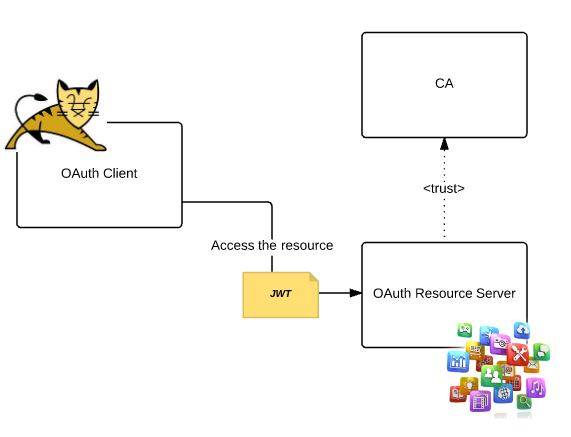 CA
OAuth Client
<trust>
Access the resource
JWT
OAuth Resource Server